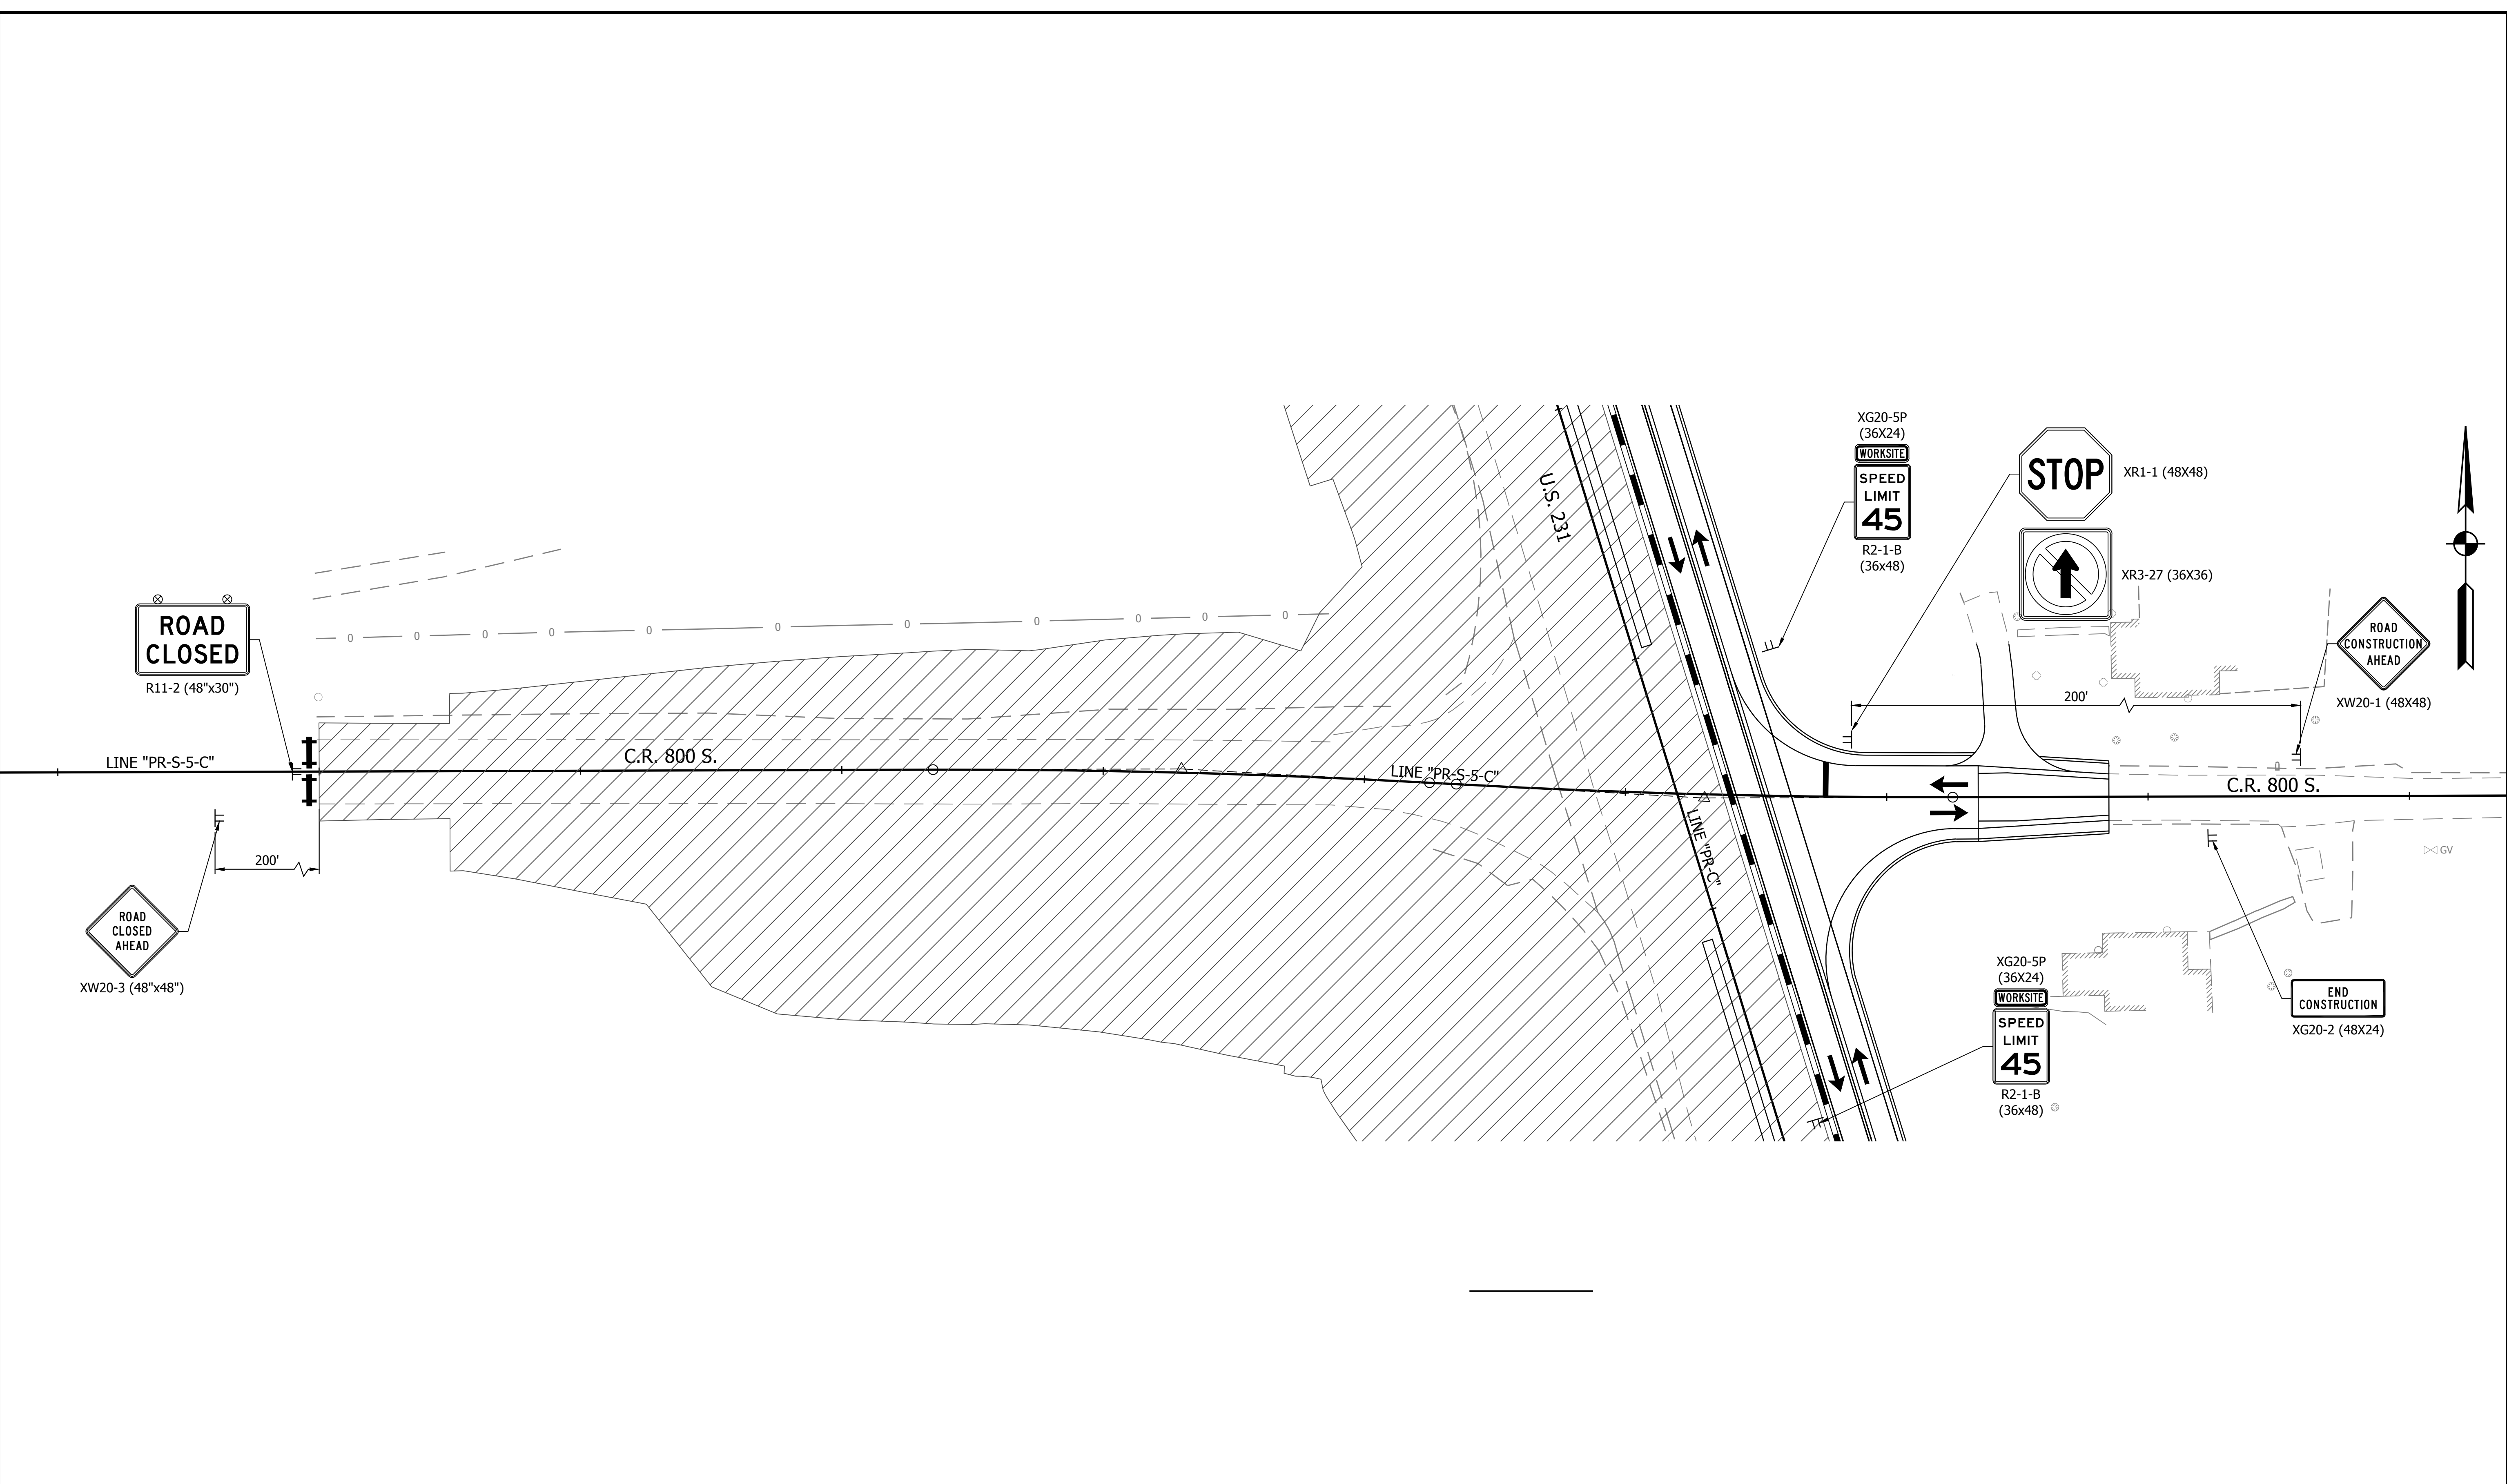 XG20-5P
(36X24)
WORKSITE
SPEED
LIMIT
45
R2-1-B
(36x48)
STOP
XR1-1 (48X48)
XR3-27 (36X36)
U.S. 231
ROAD
CLOSED
R11-2 (48"x30")
ROAD
CONSTRUCTION
AHEAD
XW20-1 (48X48)
200'
LINE "PR-S-5-C"
C.R. 800 S.
LINE "PR-S-5-C"
C.R. 800 S.
LINE "PR-C"
GV
200'
ROAD
CLOSED
AHEAD
XW20-3 (48"x48")
XG20-5P
(36X24)
WORKSITE
SPEED
LIMIT
45
R2-1-B
(36x48)
END
CONSTRUCTION
XG20-2 (48X24)